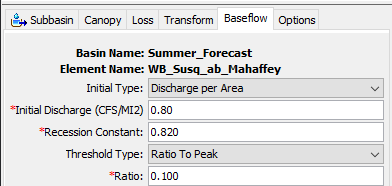 Subbasin Canopy Loss Transform Baseflow Options
Basin Name: Summer_Forecast
Element Name: WB_Susq_ab_Mahaffey
Initial Type: Discharge per Area
*Initial Discharge (CFS/MI2) 0.80
*Recession Constant: 0.820
Threshold Type: Ratio To Peak
*Ratio: 0.100